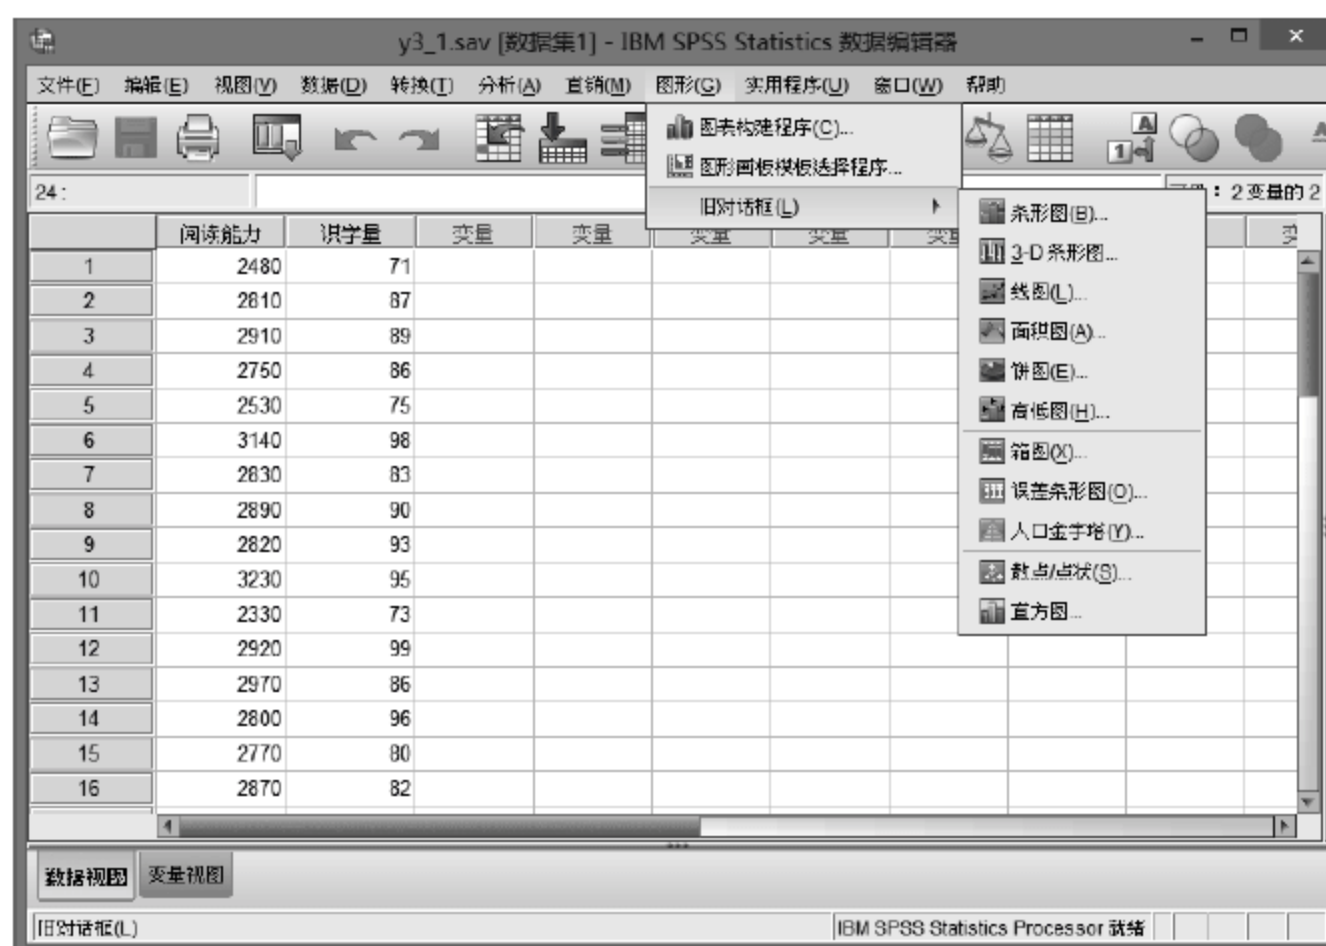 y3_1.sav [数据集1] - IBM SPSS Statistics 数据编辑器
文件(F) 编辑(E) 视图(V) 数据(D) 转换(T) 分析(A) 直销(M) 图形(G) 实用程序(U) 窗口(W) 帮助
图表构建程序(C)...
图形画板模板选择程序...
旧对话框(L)
24 :
: 2 变量的 2
条形图(B)...
3-D 条形图...
线图(L)...
面积图(A)...
饼图(E)...
高低图(H)...
箱图(X)...
误差条形图(O)...
人口金字塔(Y)...
散点/点状(S)...
直方图...
阅读能力 识字量 变量 变量 变量 变量 变量 变
1 2480 71
2 2810 87
3 2910 89
4 2750 86
5 2530 75
6 3140 98
7 2830 83
8 2890 90
9 2820 93
10 3230 95
11 2330 73
12 2920 99
13 2970 86
14 2800 96
15 2770 80
16 2870 82
数据视图 变量视图
旧对话框(L)
IBM SPSS Statistics Processor 就绪